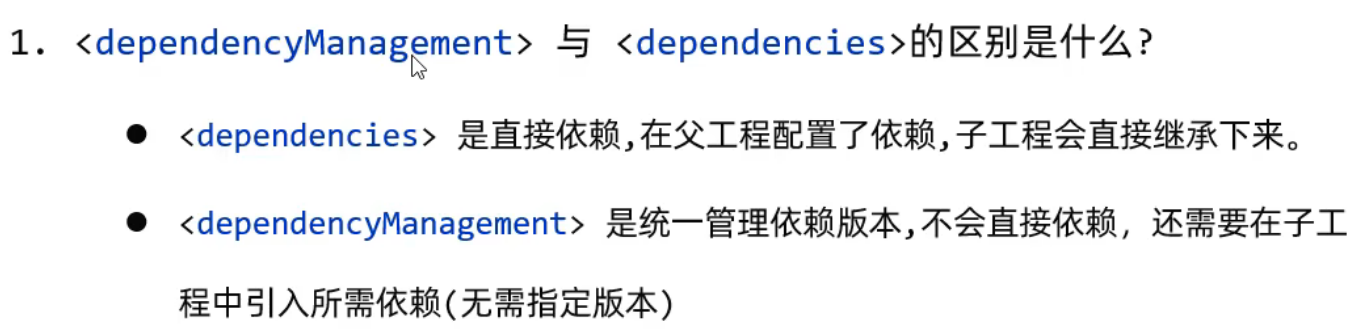 1. <dependencyManagement> 与 <dependencies>的区别是什么?
● <dependencies> 是直接依赖,在父工程配置了依赖,子工程会直接继承下来。
● <dependencyManagement> 是统一管理依赖版本,不会直接依赖，还需要在子工
程中引入所需依赖(无需指定版本)